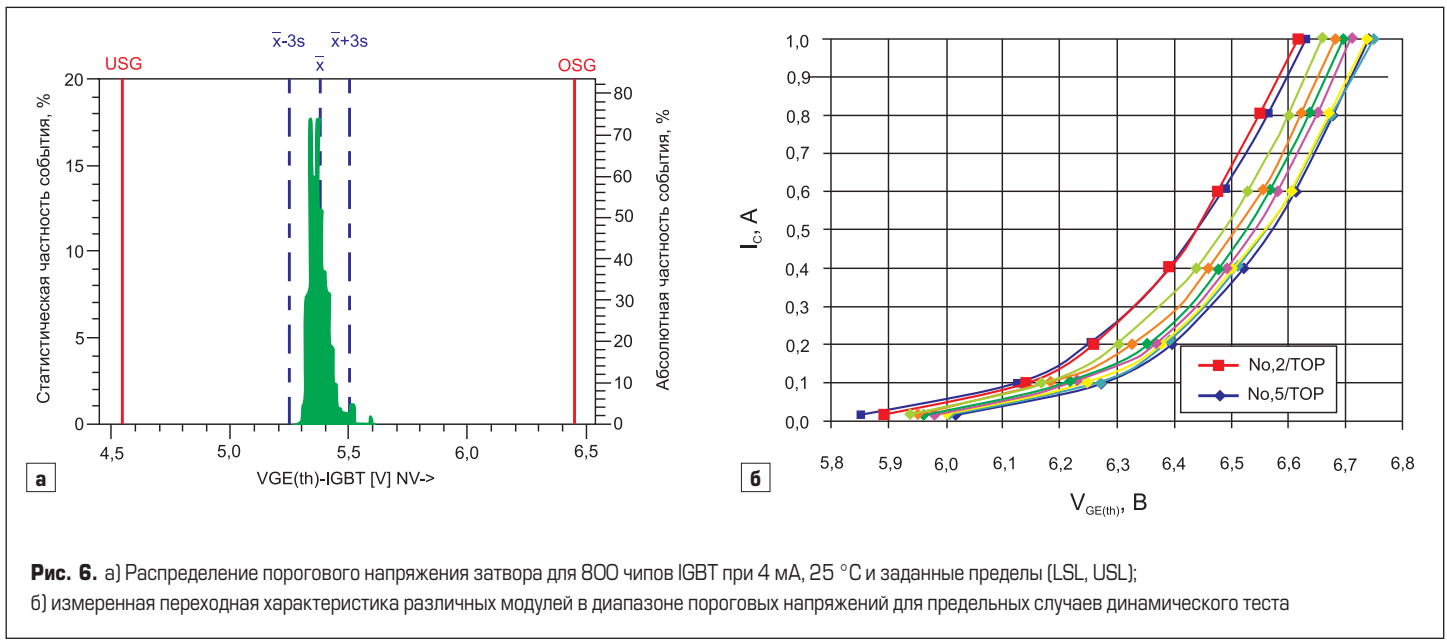 x̅-3s
x̅+3s
x̅
USG
OSG
20
15
10
5
0
Статистическая частность события, %
80
70
60
50
40
30
20
10
0
Абсолютная частность события, %
4,5
5,0
5,5
6,0
6,5
VGE(th)-IGBT [V] NV->
а
1,0
0,9
0,8
0,7
0,6
0,5
0,4
0,3
0,2
0,1
0,0
I_C, А
No,2/TOP
No,5/TOP
5,8
5,9
6,0
6,1
6,2
6,3
6,4
6,5
6,6
6,7
6,8
V_GE(th), В
б
Рис. 6. а) Распределение порогового напряжения затвора для 800 чипов IGBT при 4 мА, 25 °C и заданные пределы (LSL, USL);
б) измеренная переходная характеристика различных модулей в диапазоне пороговых напряжений для предельных случаев динамического теста